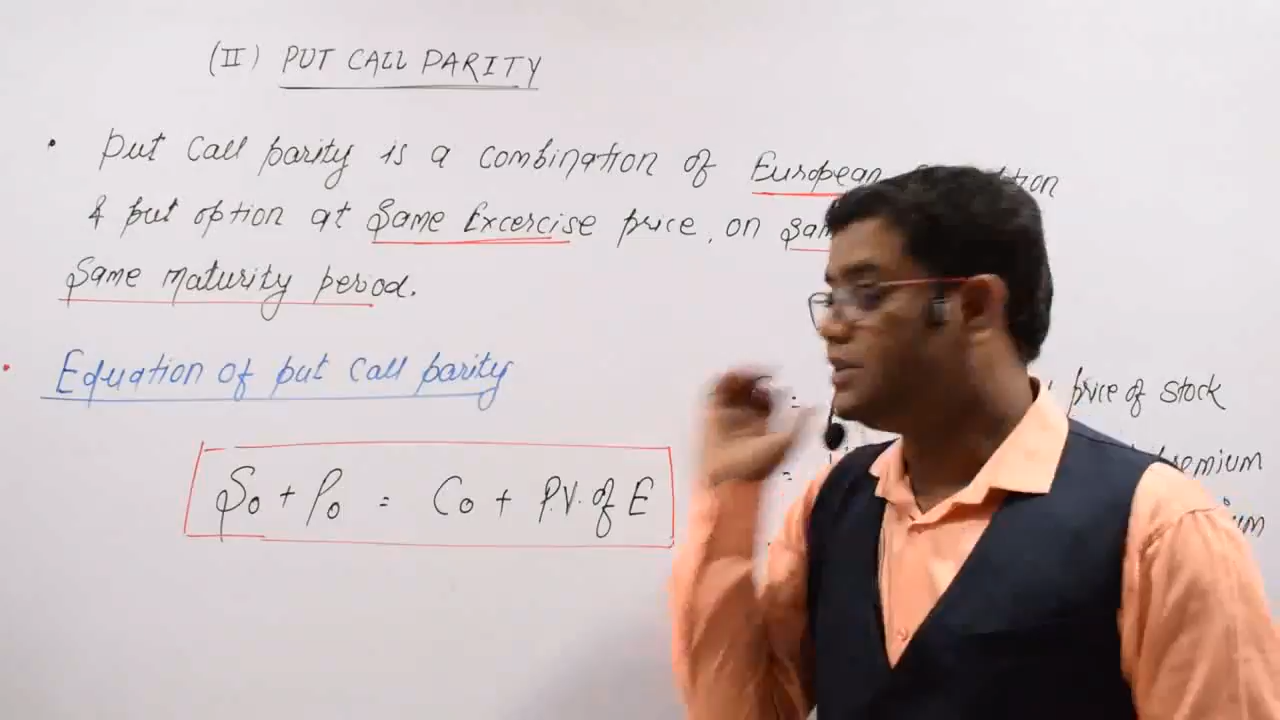 (II) PUT CALL PARITY
• Put Call parity is a combination of European
& put option at Same Excercise price, on
Same maturity period.
• Equation of put Call parity
S₀ + P₀ = C₀ + P.V. of E
=
price of stock
=